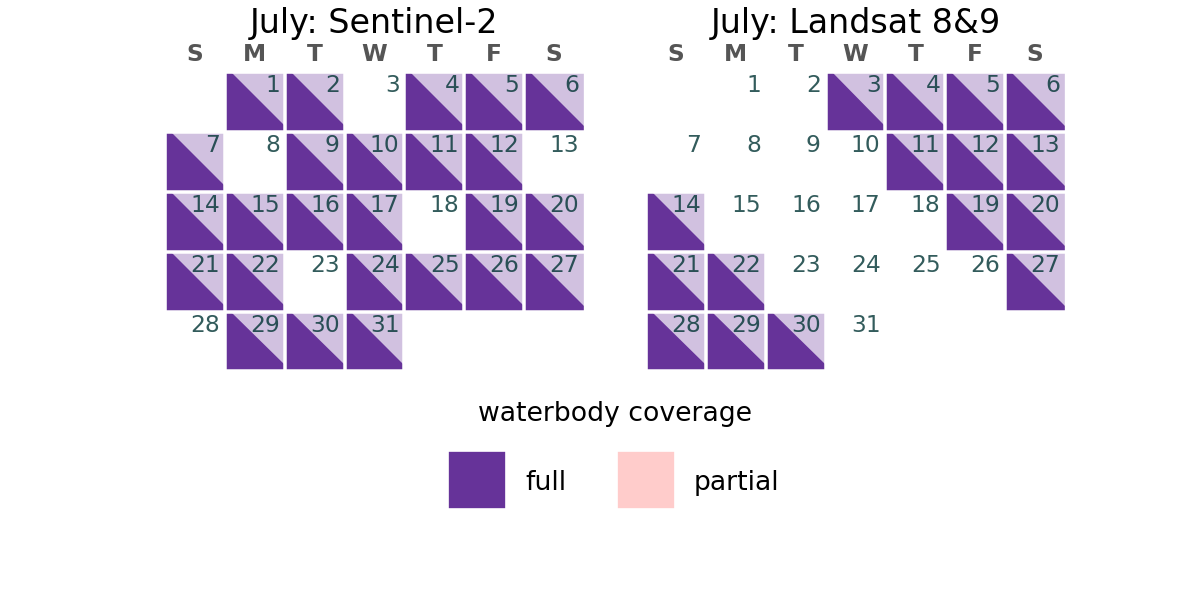 July: Sentinel-2
S M T W T F S
1 2 3 4 5 6
7 8 9 10 11 12 13
14 15 16 17 18 19 20
21 22 23 24 25 26 27
28 29 30 31
July: Landsat 8&9
S M T W T F S
1 2 3 4 5 6
7 8 9 10 11 12 13
14 15 16 17 18 19 20
21 22 23 24 25 26 27
28 29 30 31
waterbody coverage
full partial